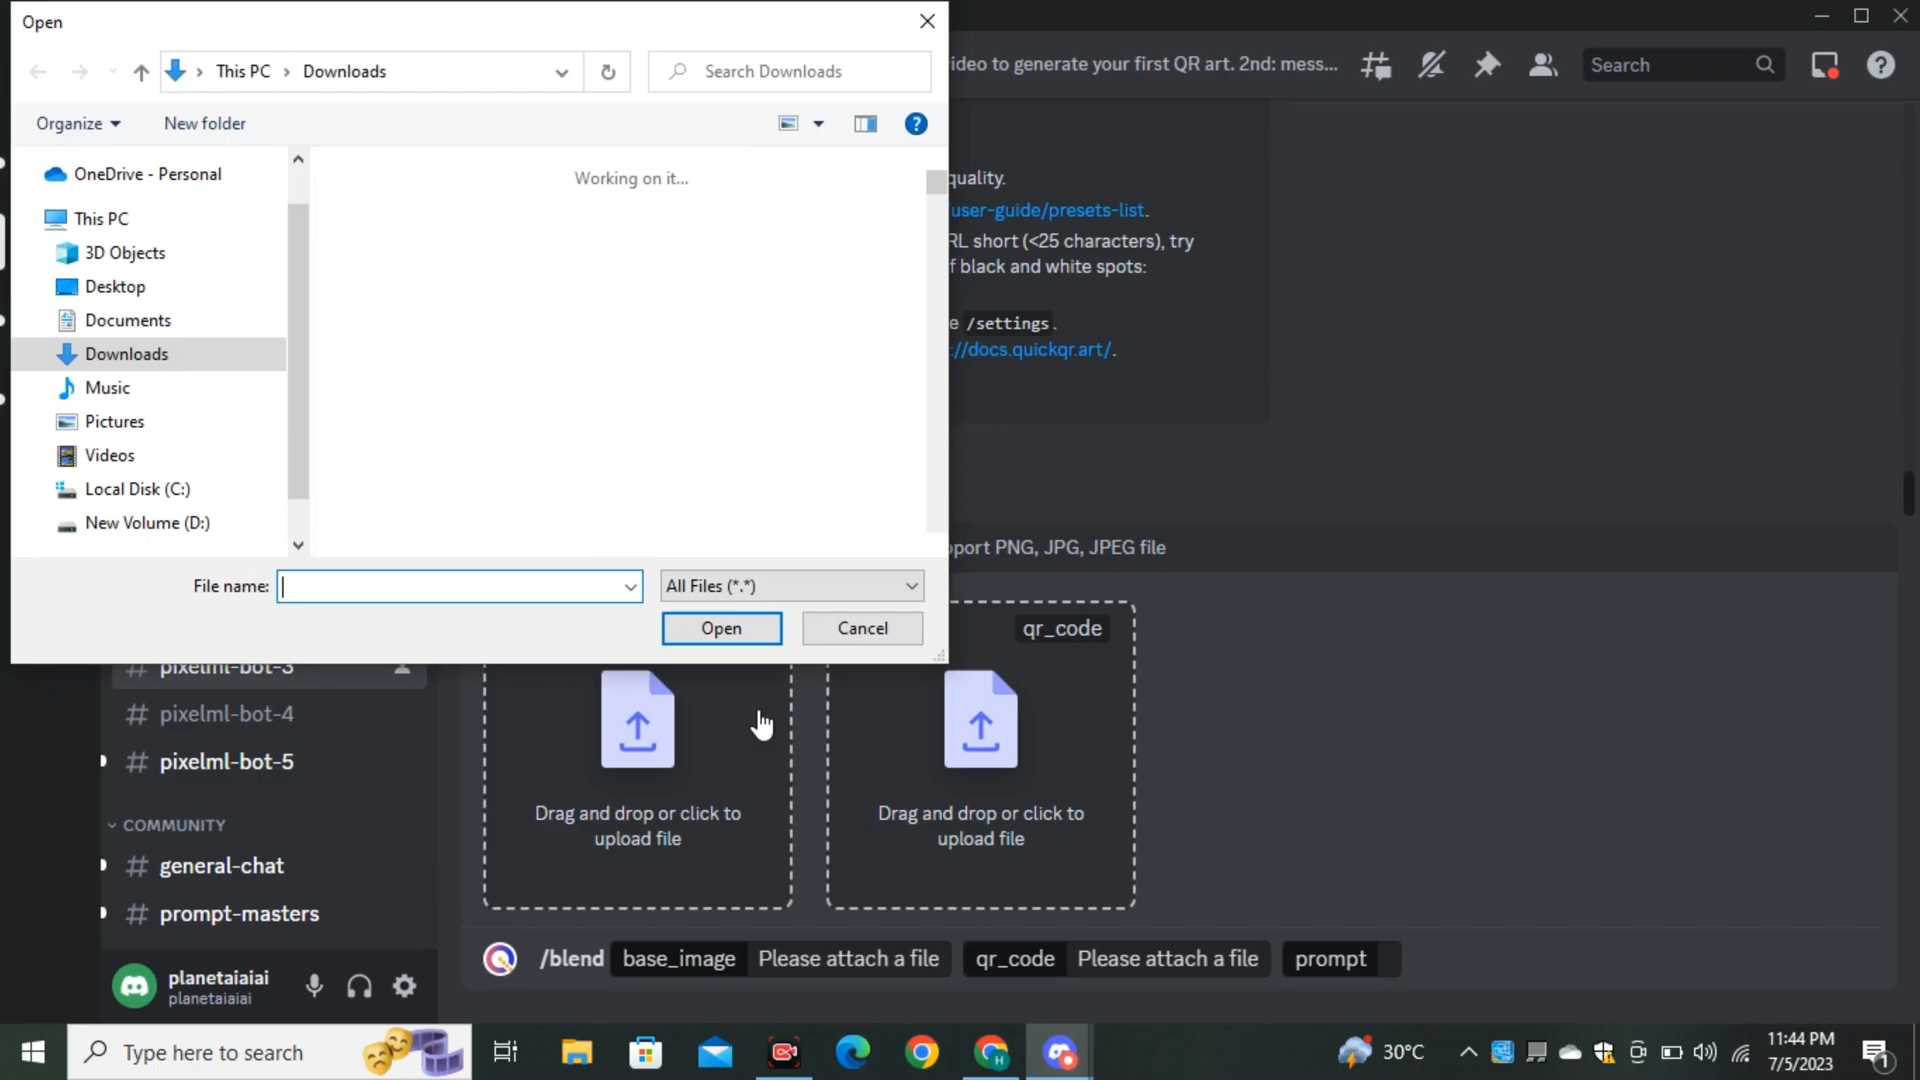 Open
This PC
Downloads
Search Downloads
Organize
New folder
OneDrive - Personal
This PC
3D Objects
Desktop
Documents
Downloads
Music
Pictures
Videos
Local Disk (C:)
New Volume (D:)
Working on it...
File name:
All Files (*.*)
Open
Cancel
ideo to generate your first QR art. 2nd: mess...
Search
quality.
user-guide/presets-list.
RL short (<25 characters), try
f black and white spots:
e /settings.
://docs.quickqr.art/.
pport PNG, JPG, JPEG file
qr_code
Drag and drop or click to
upload file
Drag and drop or click to
upload file
pixelml-bot-3
pixelml-bot-4
pixelml-bot-5
COMMUNITY
general-chat
prompt-masters
/blend base_image Please attach a file qr_code Please attach a file prompt
planetaiaiai
planetaiaiai
Type here to search
30°C
11:44 PM
7/5/2023
1